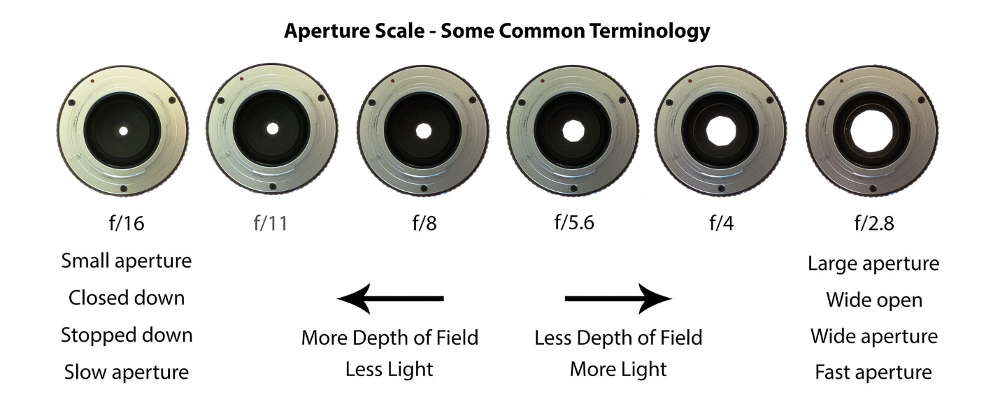 Aperture Scale - Some Common Terminology
f/16 f/11 f/8 f/5.6 f/4 f/2.8
Small aperture
Closed down
Stopped down
Slow aperture
More Depth of Field
Less Light
Less Depth of Field
More Light
Large aperture
Wide open
Wide aperture
Fast aperture